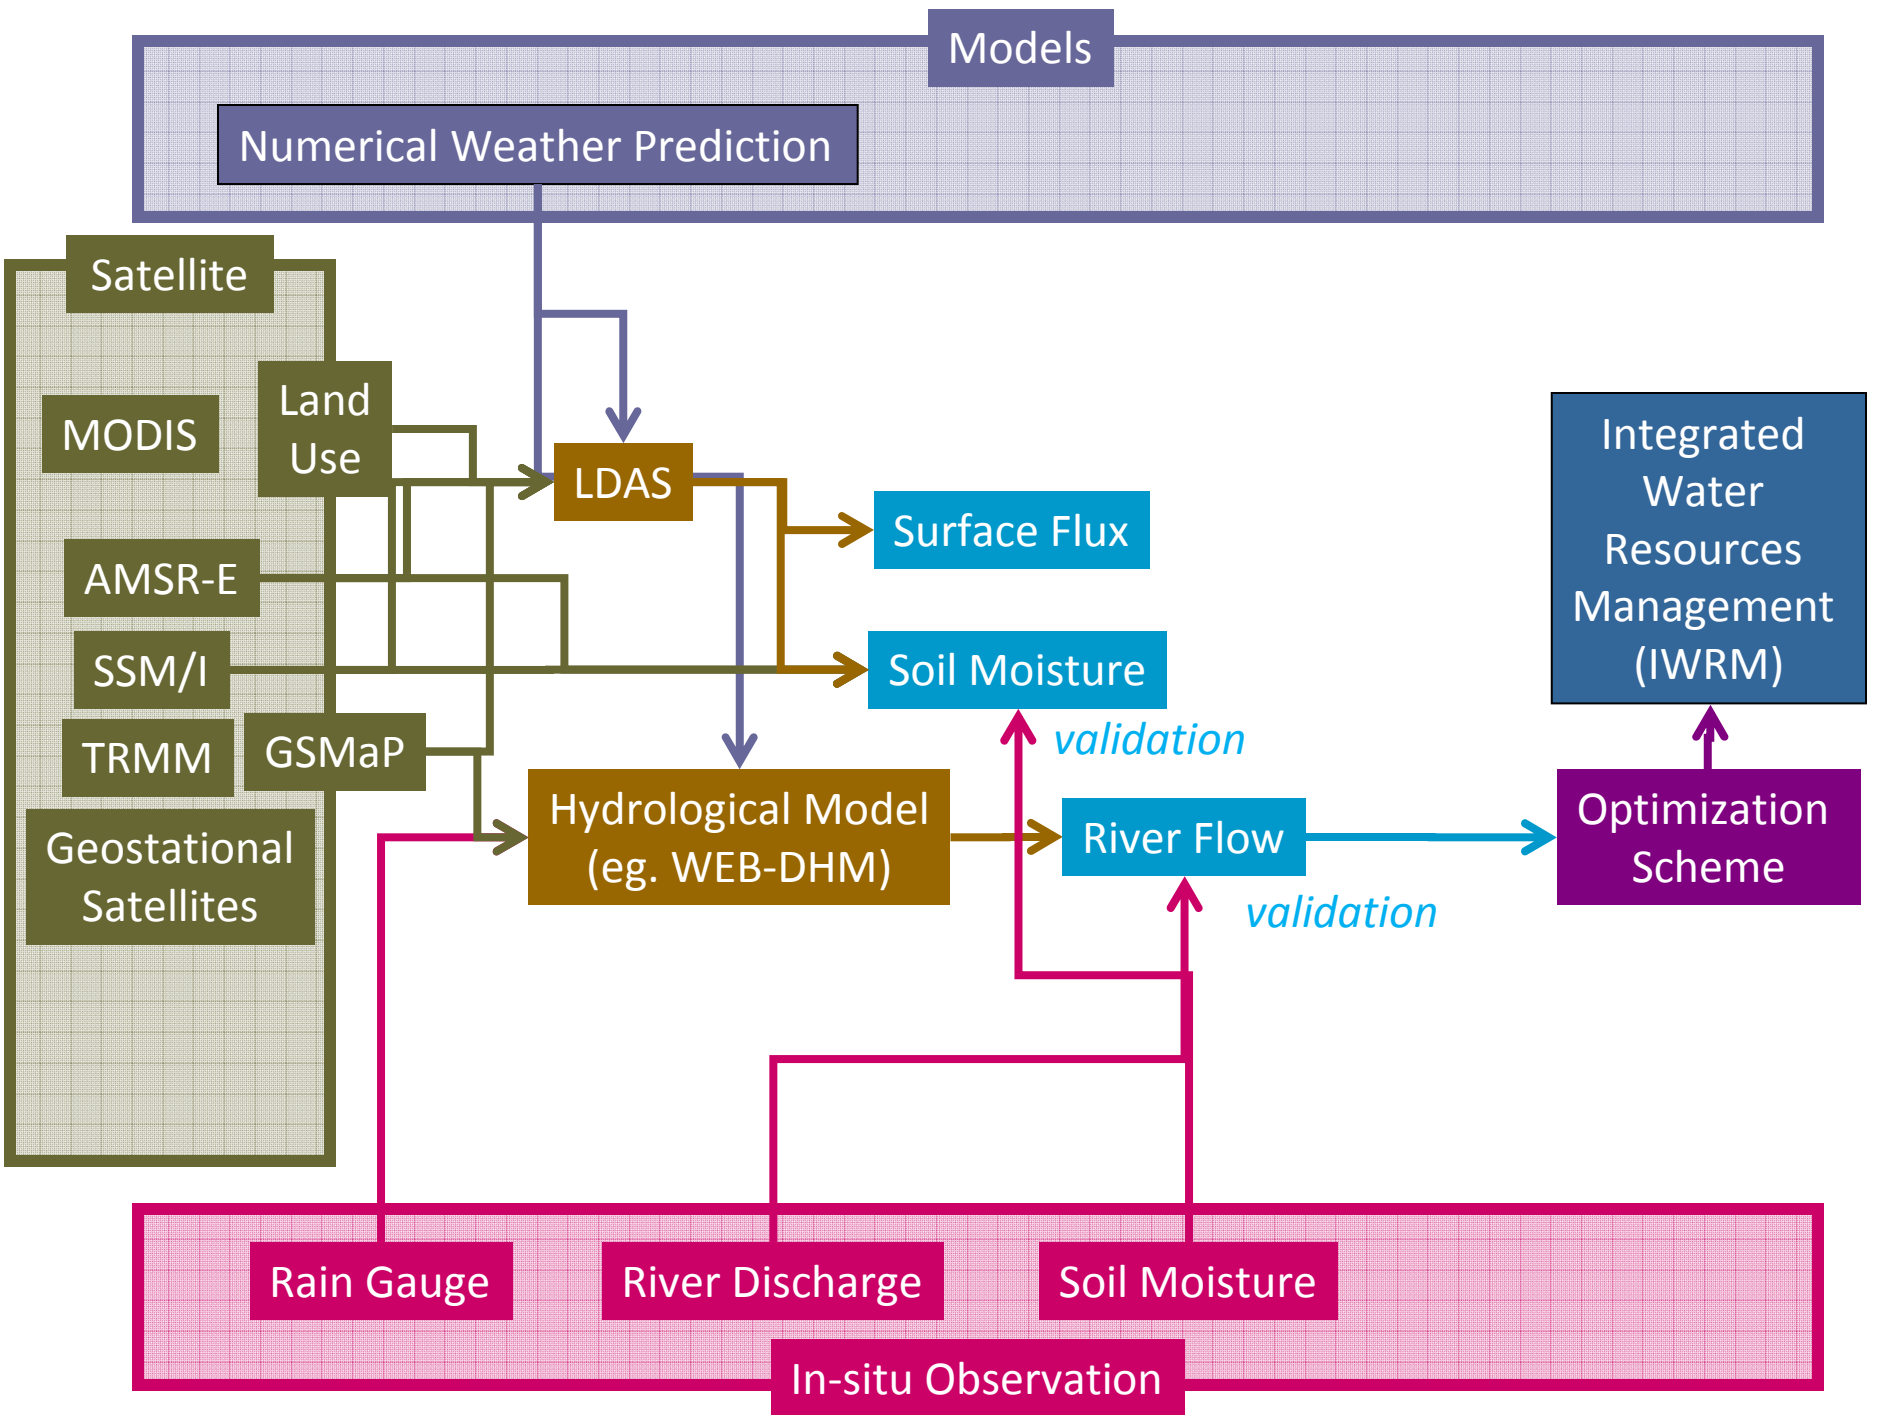 Models
Numerical Weather Prediction
Satellite
Land
Use
MODIS
LDAS
Integrated
Water
Resources
Management
(IWRM)
Surface Flux
AMSR-E
SSM/I
Soil Moisture
validation
TRMM
GSMaP
Hydrological Model
(eg. WEB-DHM)
River Flow
Optimization
Scheme
Geostational
Satellites
validation
Rain Gauge
River Discharge
Soil Moisture
In-situ Observation